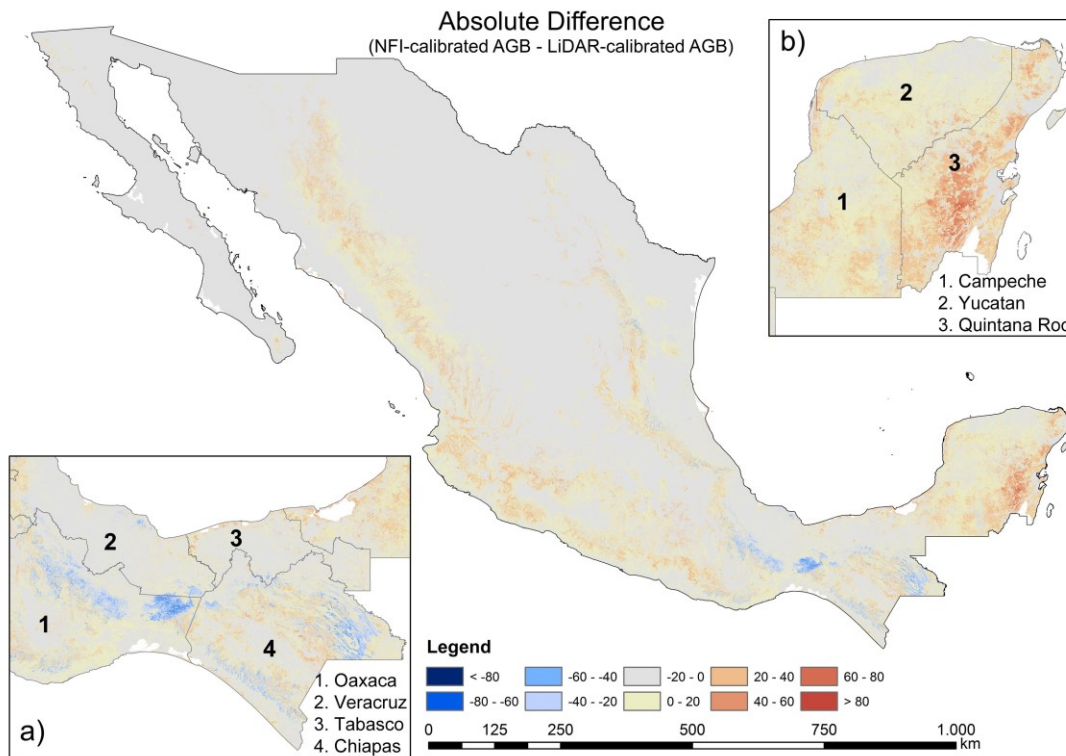 Absolute Difference
(NFI-calibrated AGB - LiDAR-calibrated AGB)
b)
2
3
1
1. Campeche
2. Yucatan
3. Quintana Roo
2
3
1
4
1. Oaxaca
2. Veracruz
3. Tabasco
4. Chiapas
a)
Legend
< -80
-60 - -40
-20 - 0
20 - 40
60 - 80
-80 - -60
-40 - -20
0 - 20
40 - 60
> 80
0 250 500 750 1.000
km